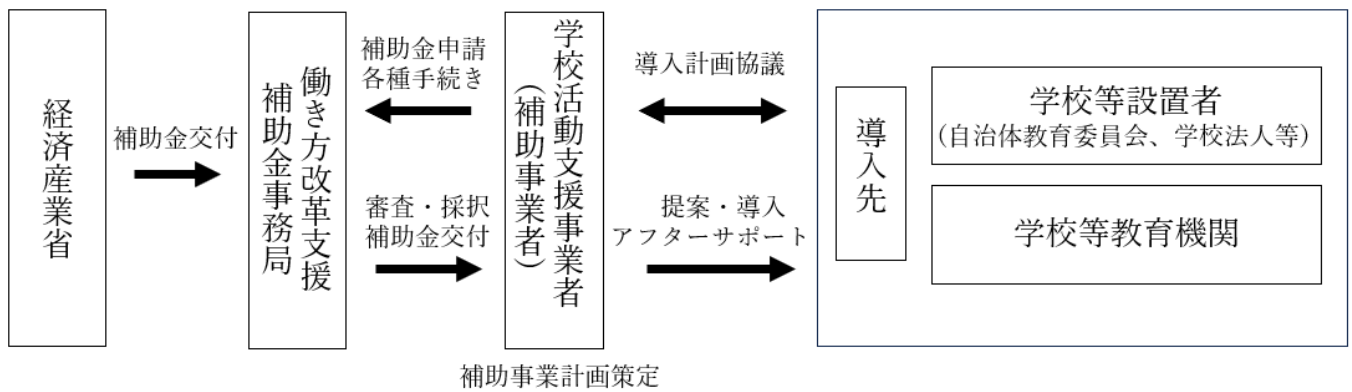 経済産業省
補助金交付
働き方改革支援
補助金事務局
補助金申請
各種手続き
審査・採択
補助金交付
学校活動支援事業者
(補助事業者)
補助事業計画策定
導入計画協議
提案・導入
アフターサポート
導入先
学校等設置者
(自治体教育委員会、学校法人等)
学校等教育機関